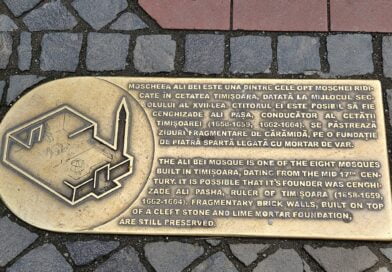 MOSCHEEA ALI BEI ESTE UNA DINTRE CELE OPT MOSCHEI RIDI-
CATE ÎN CETATEA TIMIȘOARA, DATATĂ LA MIJLOCUL SEC-
OLULUI AL XVII-LEA. CTITORUL EI ESTE POSIBIL SĂ FIE
CENGHIZADE ALI PAȘA, CONDUCĂTOR AL CETĂȚII
TIMIȘOAREI (1658-1659, 1662-1664). SE PĂSTREAZĂ
ZIDURI FRAGMENTARE DE CĂRĂMIDĂ, PE O FUNDAȚIE
DE PIATRĂ SPARTĂ LEGATĂ CU MORTAR DE VAR.
THE ALI BEI MOSQUE IS ONE OF THE EIGHT MOSQUES
BUILT IN TIMIȘOARA, DATING FROM THE MID 17TH CEN-
TURY. IT IS POSSIBLE THAT IT'S FOUNDER WAS CENGHI-
ZADE ALI PASHA, RULER OF TIMIȘOARA (1658-1659,
1662-1664). FRAGMENTARY BRICK WALLS, BUILT ON TOP
OF A CLEFT STONE AND LIME MORTAR FOUNDATION,
ARE STILL PRESERVED.